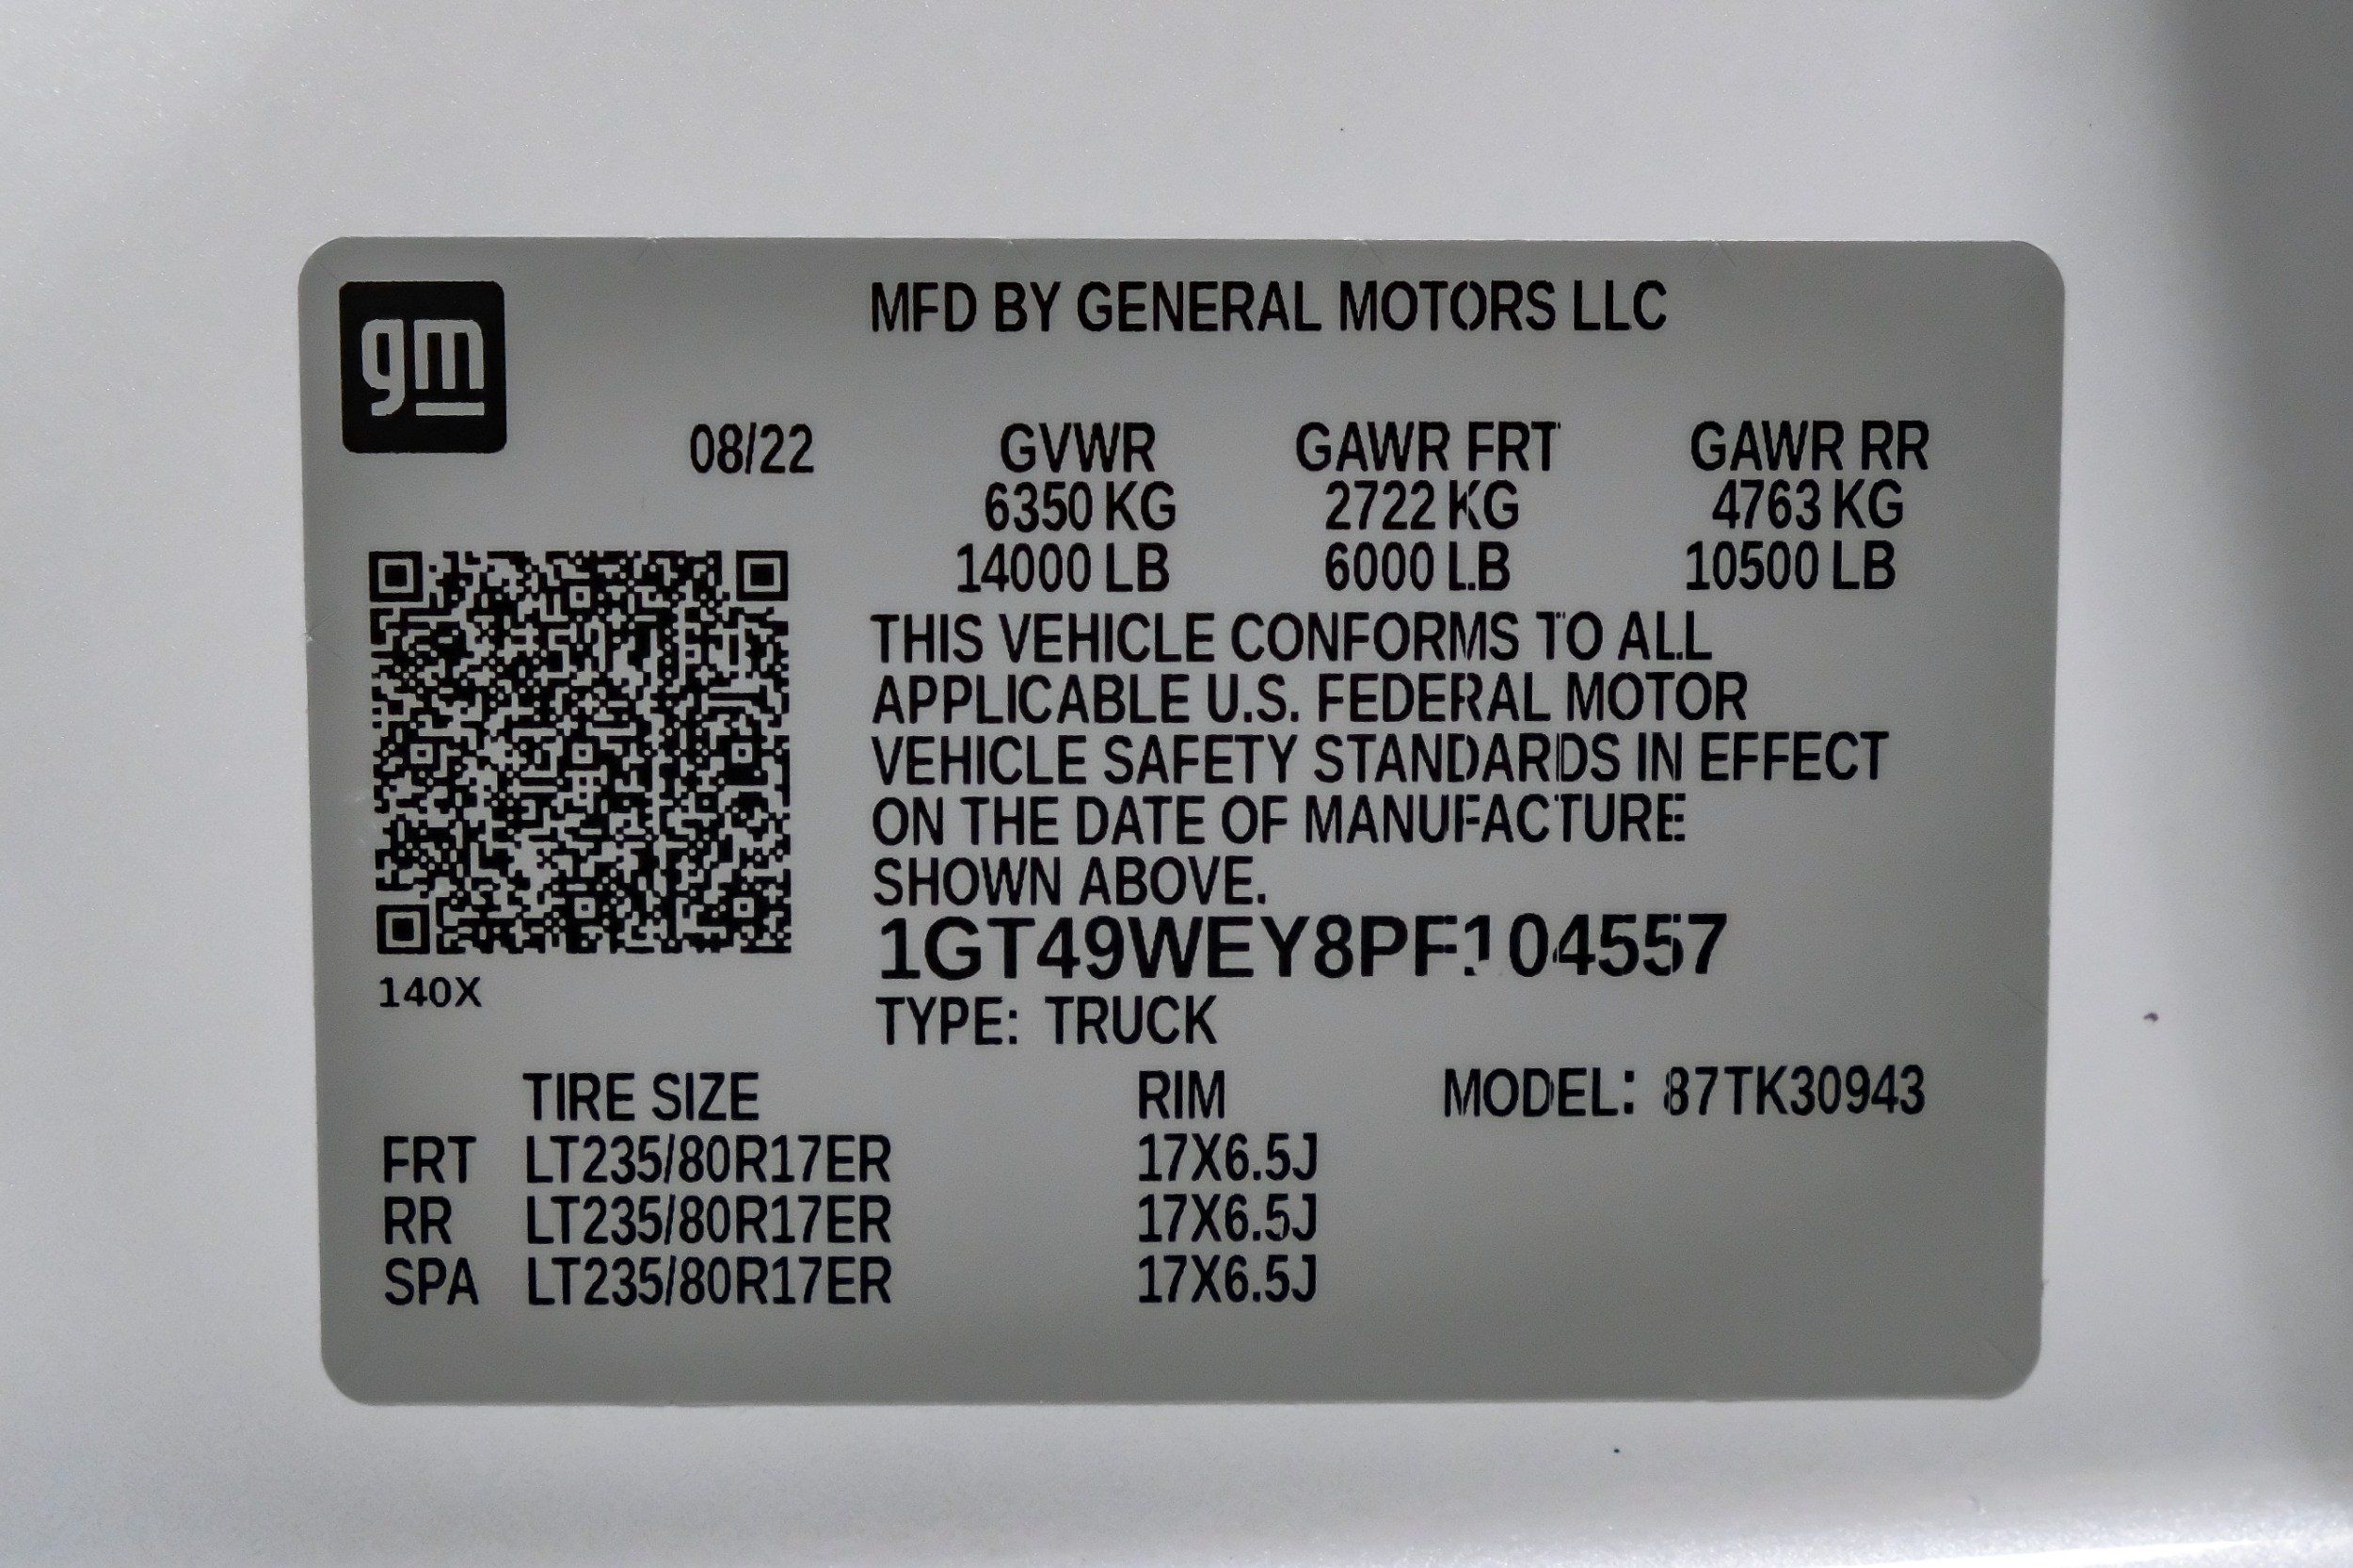 gm
MFD BY GENERAL MOTORS LLC
08/22 GVWR GAWR FRT GAWR RR
6350 KG 2722 KG 4763 KG
14000 LB 6000 LB 10500 LB
THIS VEHICLE CONFORMS TO ALL
APPLICABLE U.S. FEDERAL MOTOR
VEHICLE SAFETY STANDARDS IN EFFECT
ON THE DATE OF MANUFACTURE
SHOWN ABOVE.
1GT49WEY8PF104557
140X
TYPE: TRUCK
TIRE SIZE RIM MODEL: 87TK30943
FRT LT235/80R17ER 17X6.5J
RR LT235/80R17ER 17X6.5J
SPA LT235/80R17ER 17X6.5J